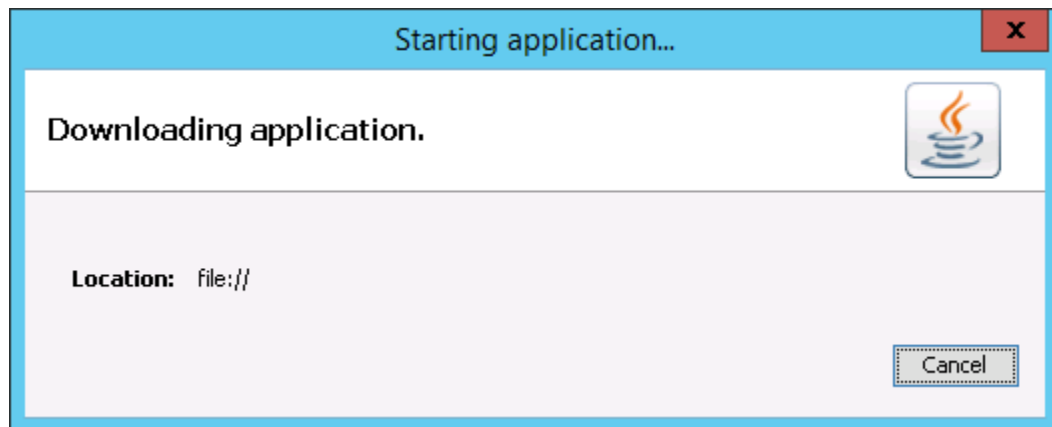 Starting application...
x
Downloading application.
Location: file://
Cancel